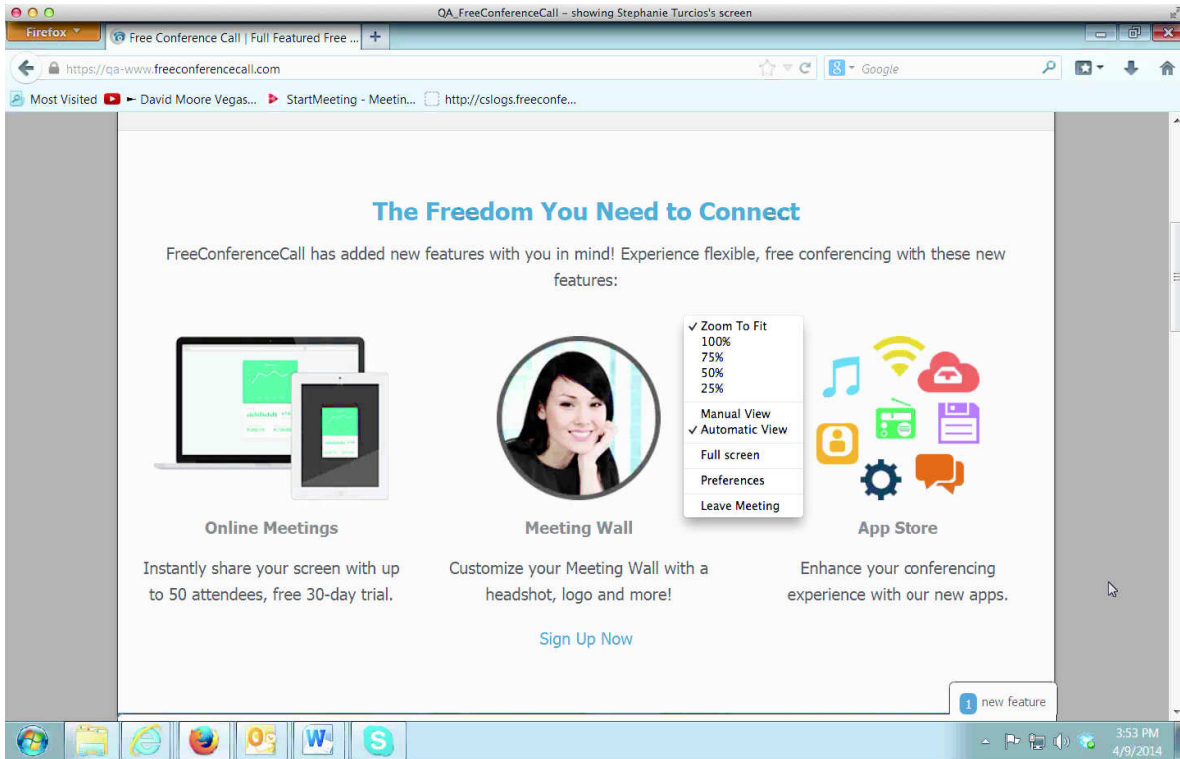 QA_FreeConferenceCall – showing Stephanie Turcios's screen
Firefox
Free Conference Call | Full Featured Free ...
https://qa-www.freeconferencecall.com
Google
Most Visited
► David Moore Vegas...
StartMeeting - Meetin...
http://cslogs.freeconfe...
The Freedom You Need to Connect
FreeConferenceCall has added new features with you in mind! Experience flexible, free conferencing with these new
features:
✓ Zoom To Fit
100%
75%
50%
25%
Manual View
✓ Automatic View
Full screen
Preferences
Leave Meeting
Online Meetings
Instantly share your screen with up
to 50 attendees, free 30-day trial.
Meeting Wall
Customize your Meeting Wall with a
headshot, logo and more!
App Store
Enhance your conferencing
experience with our new apps.
Sign Up Now
1 new feature
3:53 PM
4/9/2014